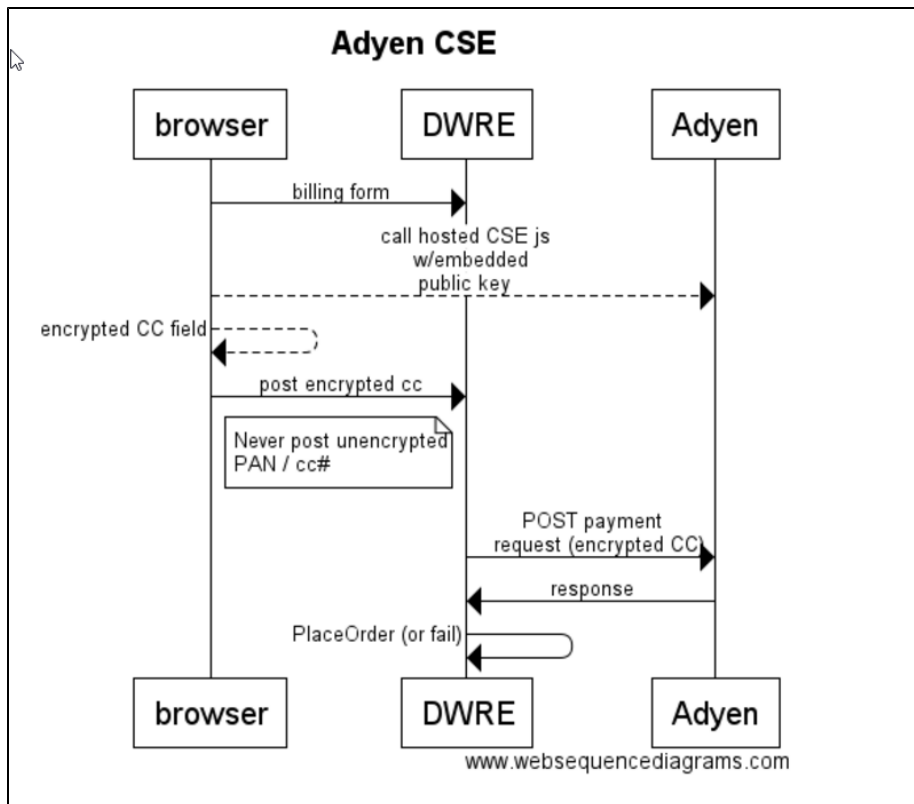 Adyen CSE
browser
DWRE
Adyen
billing form
call hosted CSE js
w/embedded
public key
encrypted CC field
post encrypted cc
Never post unencrypted
PAN / cc#
POST payment
request (encrypted CC)
response
PlaceOrder (or fail)
browser
DWRE
Adyen
www.websequencediagrams.com